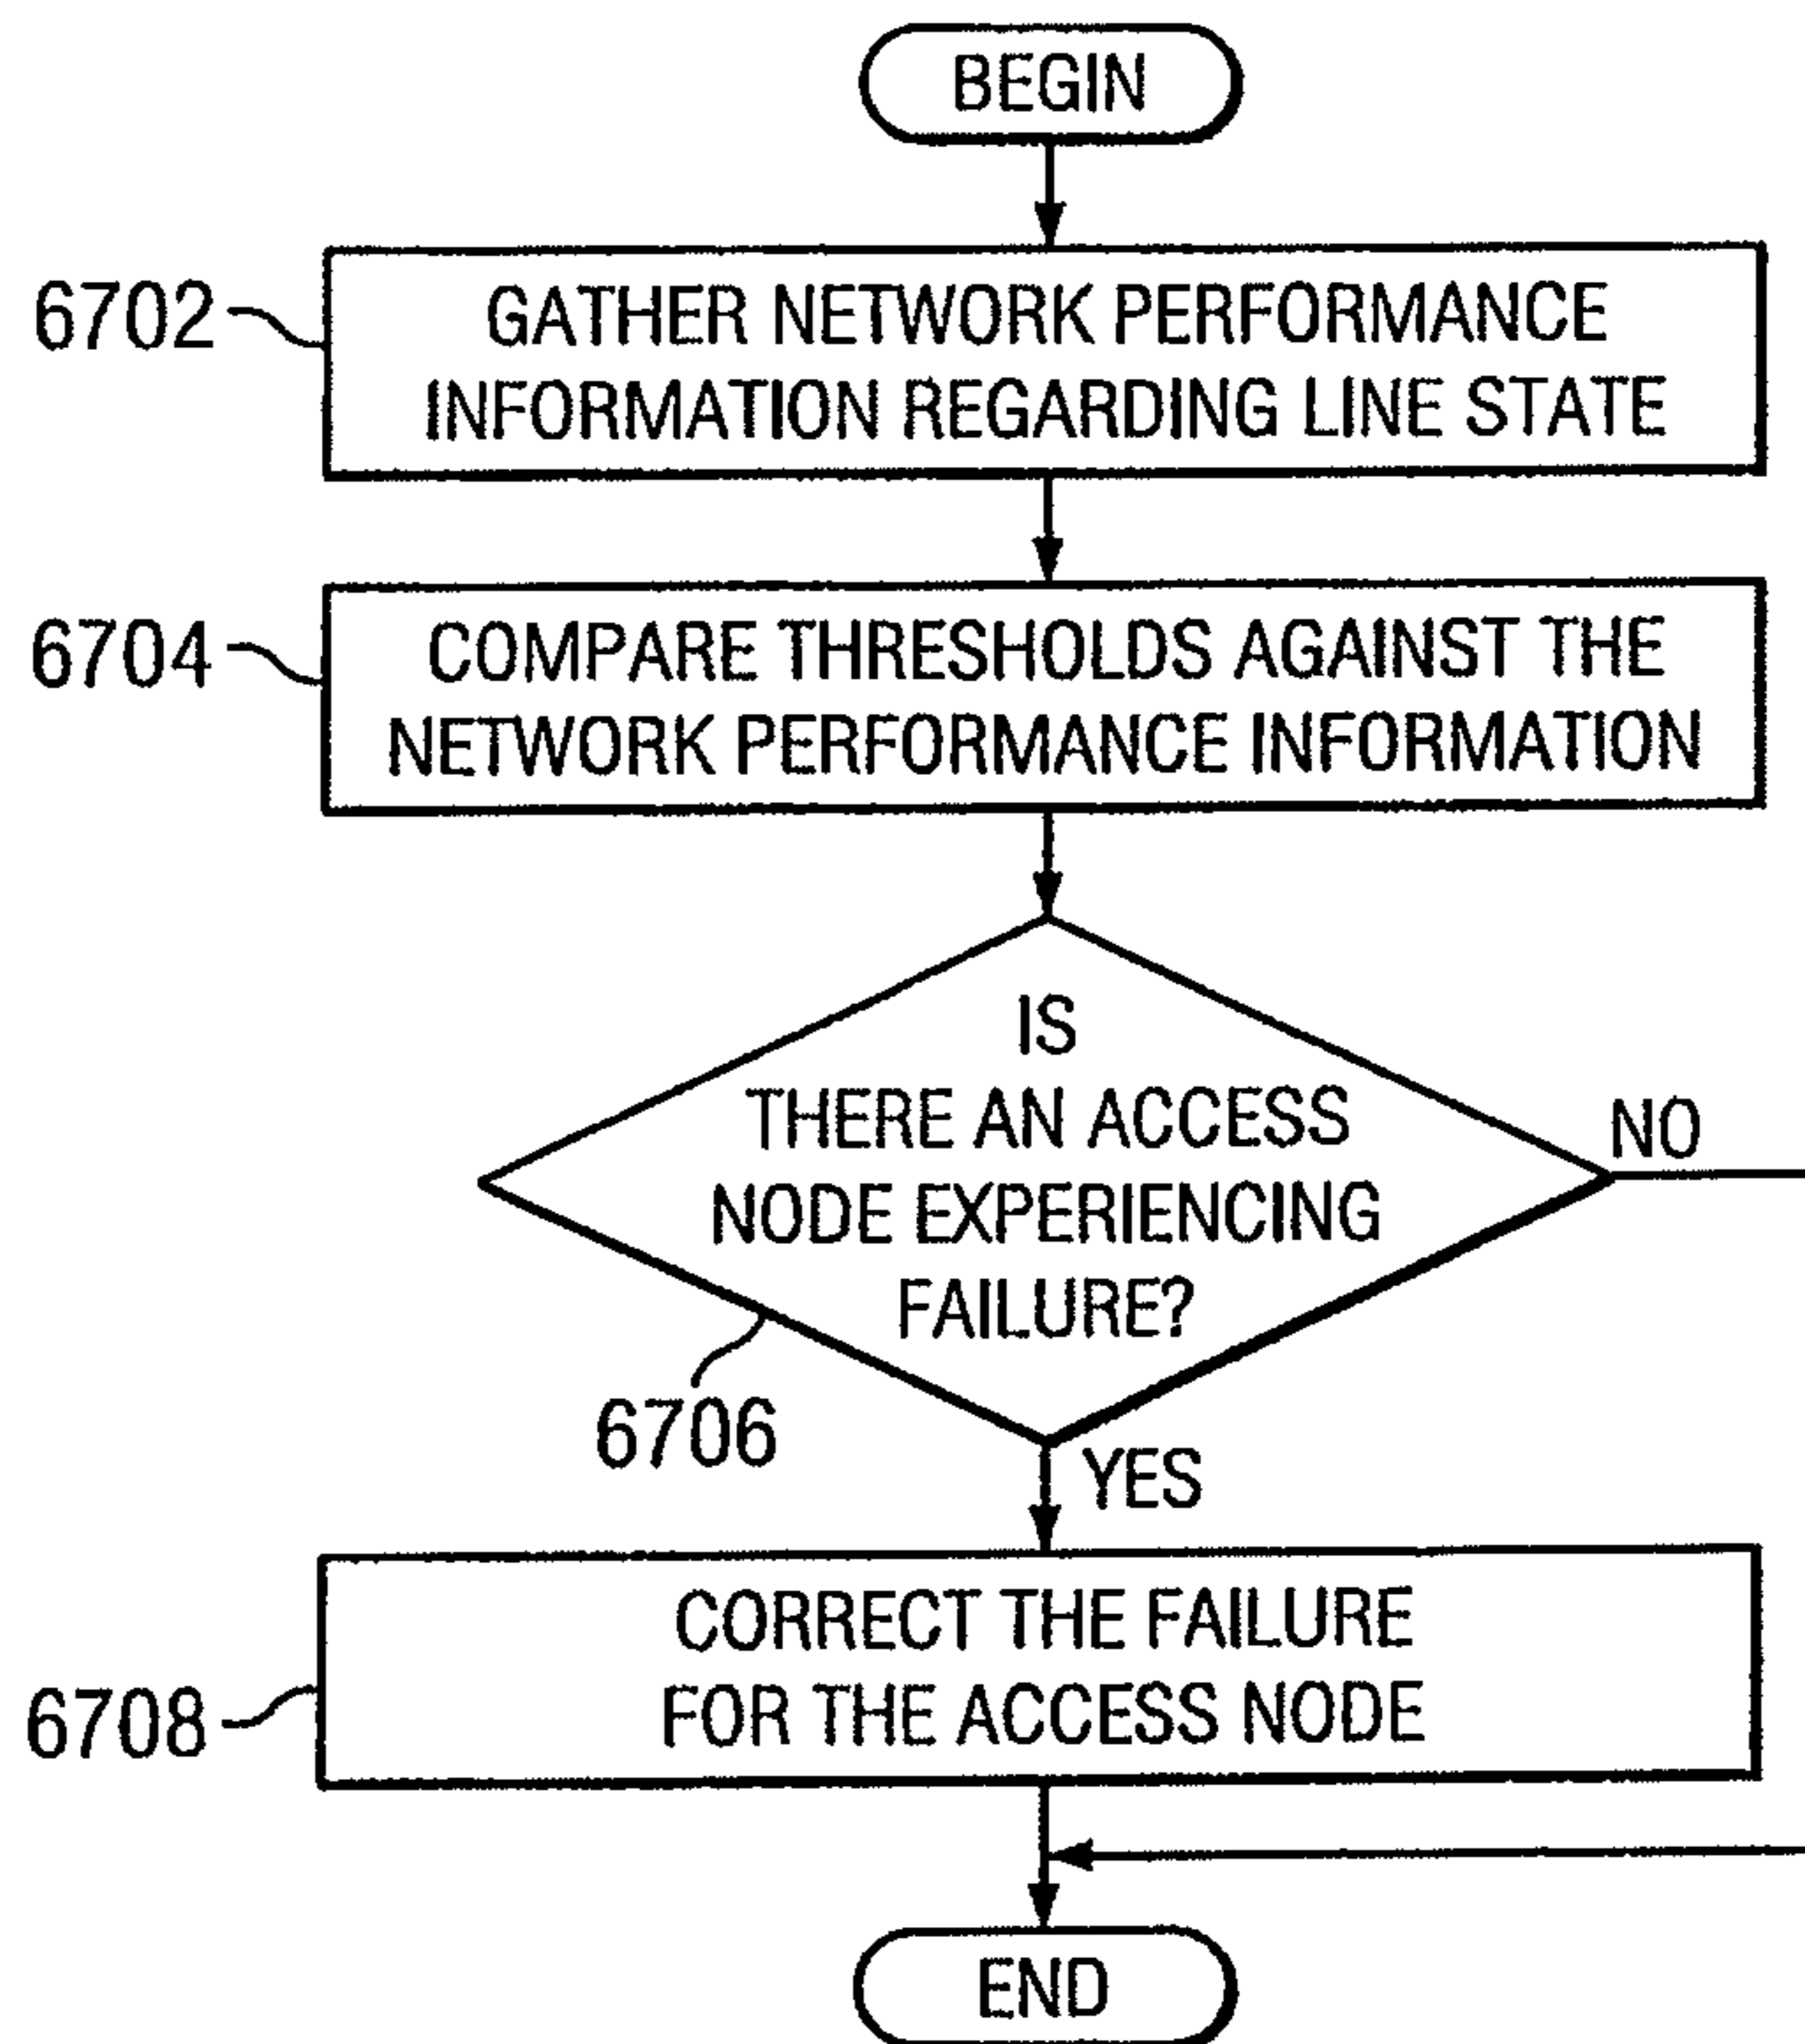 BEGIN
6702
GATHER NETWORK PERFORMANCE
INFORMATION REGARDING LINE STATE
6704
COMPARE THRESHOLDS AGAINST THE
NETWORK PERFORMANCE INFORMATION
IS
THERE AN ACCESS
NODE EXPERIENCING
FAILURE?
NO
6706
YES
6708
CORRECT THE FAILURE
FOR THE ACCESS NODE
END